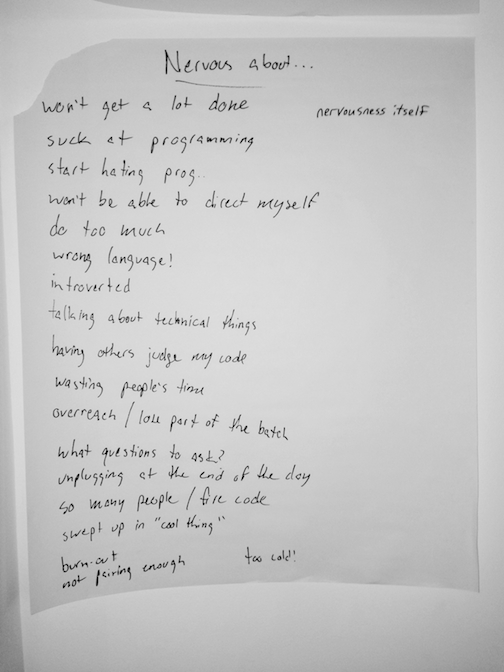 Nervous about...
won't get a lot done
nervousness itself
suck at programming
start hating prog..
won't be able to direct myself
do too much
wrong language!
introverted
talking about technical things
having others judge my code
wasting people's time
overreach / lose part of the batch
what questions to ask?
unplugging at the end of the day
so many people / fire code
swept up in "cool thing"
burn-out
not pairing enough
too cold!